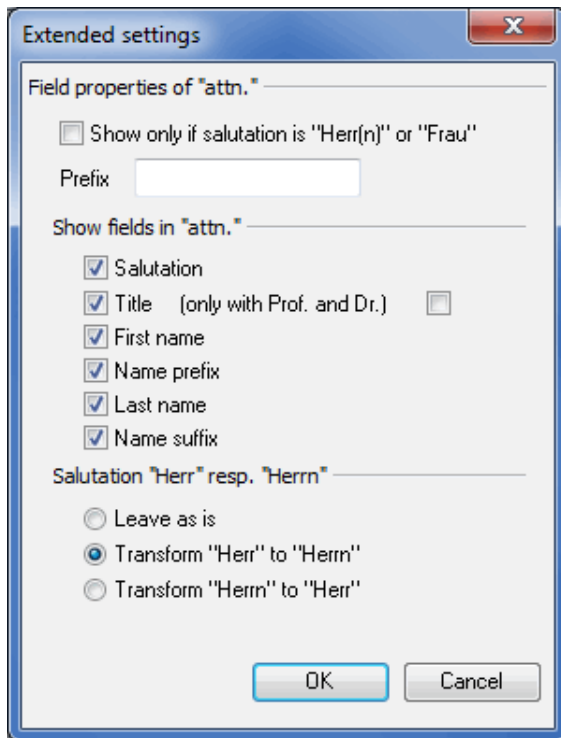 Extended settings
Field properties of "attn."
Show only if salutation is "Herr(n)" or "Frau"
Prefix
Show fields in "attn."
Salutation
Title (only with Prof. and Dr.)
First name
Name prefix
Last name
Name suffix
Salutation "Herr" resp. "Herrn"
Leave as is
Transform "Herr" to "Herrn"
Transform "Herrn" to "Herr"
OK Cancel